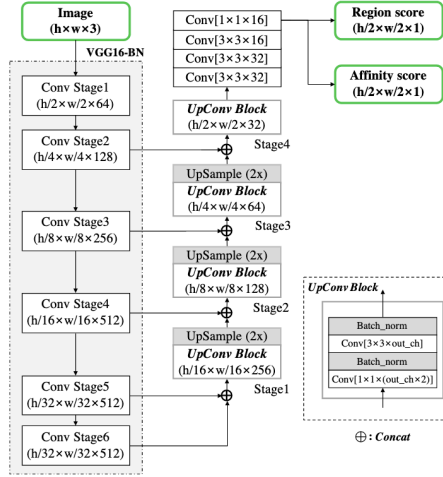 Image
(h×w×3)
VGG16-BN
Conv Stage1
(h/2×w/2×64)
Conv Stage2
(h/4×w/4×128)
Conv Stage3
(h/8×w/8×256)
Conv Stage4
(h/16×w/16×512)
Conv Stage5
(h/32×w/32×512)
Conv Stage6
(h/32×w/32×512)
Conv[1×1×16]
Conv[3×3×16]
Conv[3×3×32]
Conv[3×3×32]
UpConv Block
(h/2×w/2×32)
Stage4
UpSample (2x)
UpConv Block
(h/4×w/4×64)
Stage3
UpSample (2x)
UpConv Block
(h/8×w/8×128)
Stage2
UpSample (2x)
UpConv Block
(h/16×w/16×256)
Stage1
Region score
(h/2×w/2×1)
Affinity score
(h/2×w/2×1)
UpConv Block
Batch_norm
Conv[3×3×out_ch]
Batch_norm
Conv[1×1×(out_ch×2)]
⊕: Concat